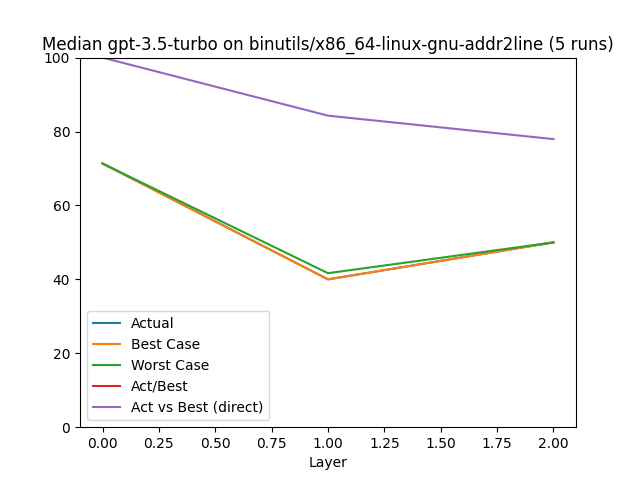 Median gpt-3.5-turbo on binutils/x86_64-linux-gnu-addr2line (5 runs)
100
80
60
40
20
0
Actual
Best Case
Worst Case
Act/Best
Act vs Best (direct)
0.00 0.25 0.50 0.75 1.00 1.25 1.50 1.75 2.00
Layer